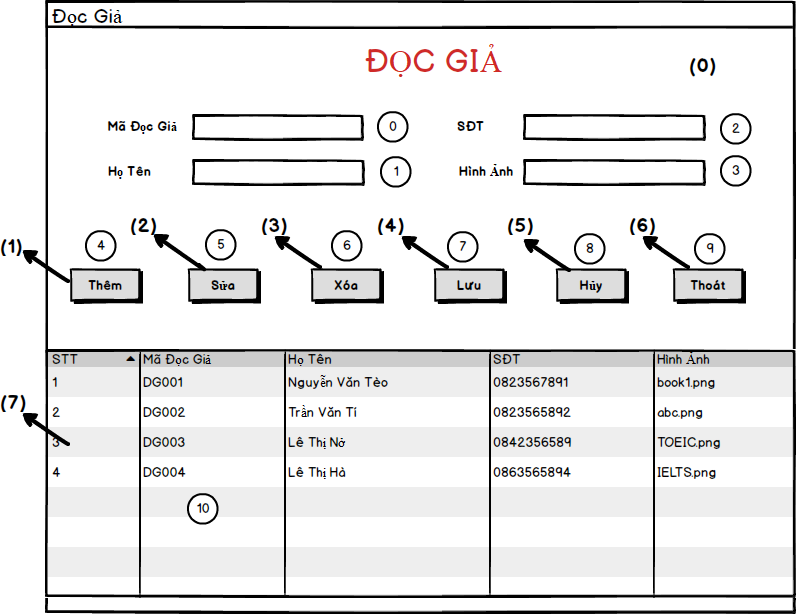 Đọc Giả
ĐỌC GIẢ (0)
Mã Đọc Giả 0 SĐT 2
Họ Tên 1 Hình Ảnh 3
(1) 4 (2) 5 (3) 6 (4) 7 (5) 8 (6) 9
Thêm Sửa Xóa Lưu Hủy Thoát
STT Mã Đọc Giả Họ Tên SĐT Hình Ảnh
1 DG001 Nguyễn Văn Tèo 0823567891 book1.png
(7)
2 DG002 Trần Văn Tí 0823565892 abc.png
3 DG003 Lê Thị Nở 0842356589 TOEIC.png
4 DG004 Lê Thị Hà 0863565894 IELTS.png
10